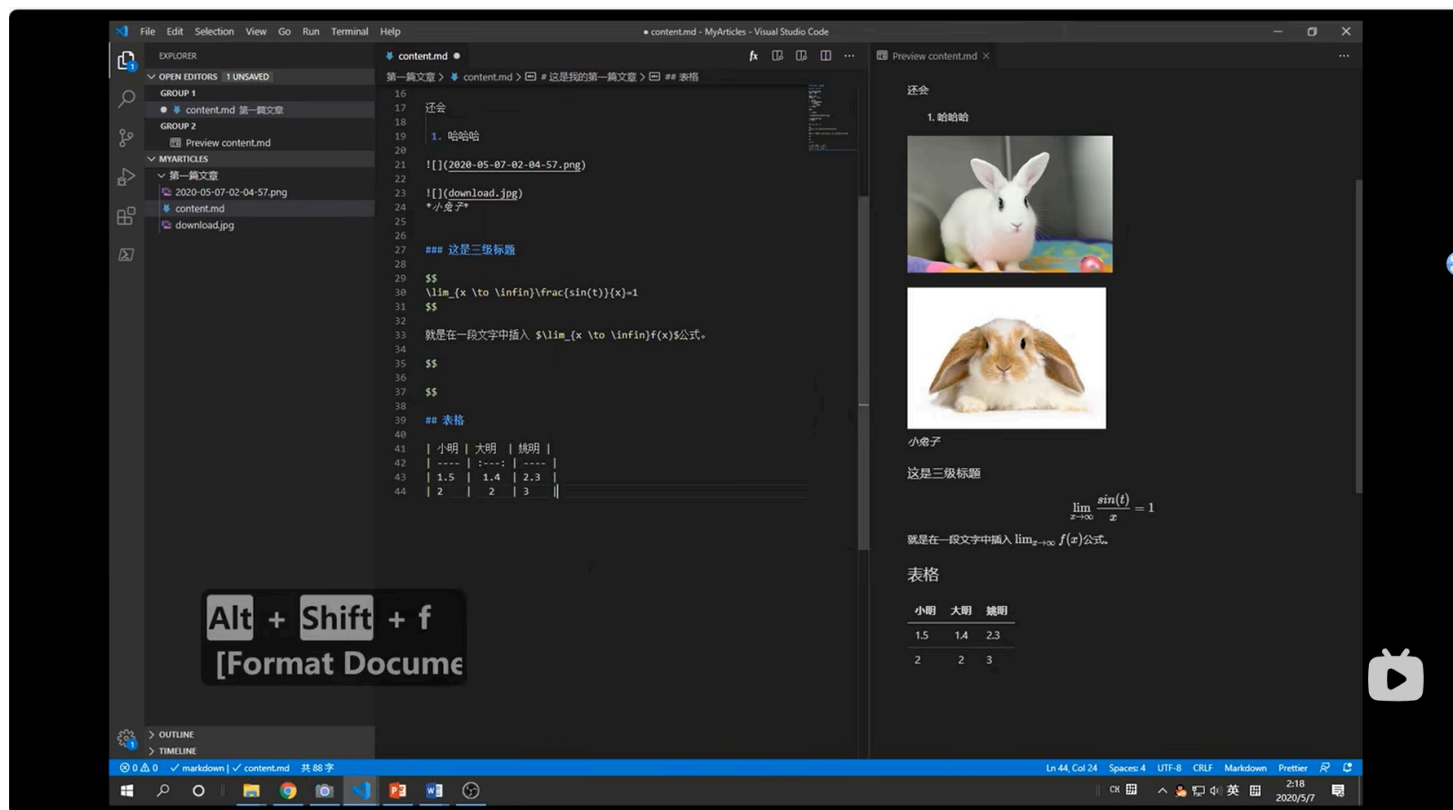 File Edit Selection View Go Run Terminal Help
● content.md - MyArticles - Visual Studio Code
EXPLORER
OPEN EDITORS 1 UNSAVED
GROUP 1
content.md 第一篇文章
GROUP 2
Preview content.md
MYARTICLES
第一篇文章
2020-05-07-02-04-57.png
content.md
download.jpg
OUTLINE
TIMELINE
content.md ●
第一篇文章 > content.md > # 这是我的第一篇文章 > ## 表格
16
17 还会
18
19 1. 哈哈哈
20
21 ![](2020-05-07-02-04-57.png)
22
23 ![](download.jpg)
24 *小兔子*
25
26
27 ### 这是三级标题
28
29 $$
30 \lim_{x \to \infin}\frac{sin(t)}{x}=1
31 $$
32
33 就是在一段文字中插入 $\lim_{x \to \infin}f(x)$公式。
34
35 $$
36
37 $$
38
39 ## 表格
40
41 | 小明 | 大明 | 姚明 |
42 | ---- | :---: | ---- |
43 | 1.5 | 1.4 | 2.3 |
44 | 2 | 2 | 3 |
Alt + Shift + f
[Format Docume
Preview content.md
还会
1. 哈哈哈
小兔子
这是三级标题
lim x→∞ sin(t)/x = 1
就是在一段文字中插入 lim x→∞ f(x)公式。
表格
小明 大明 姚明
1.5 1.4 2.3
2 2 3
0 0 markdown | content.md 共 88 字
Ln 44, Col 24 Spaces: 4 UTF-8 CRLF Markdown Prettier
CH 英
2:18
2020/5/7